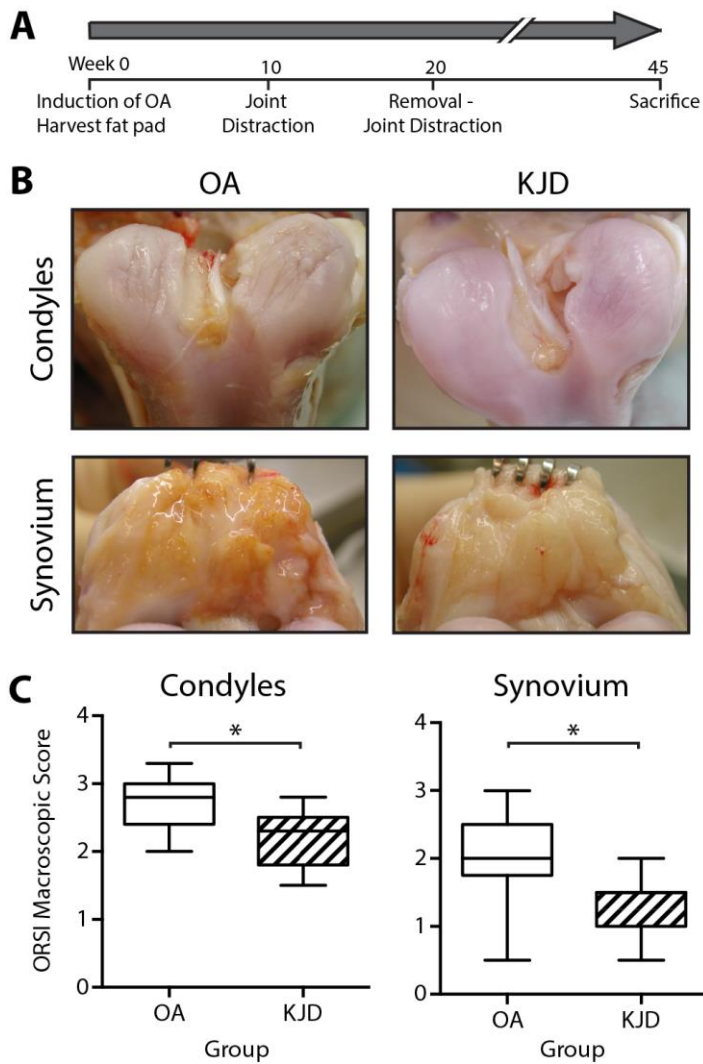 A
Week 0
10
20
45
Induction of OA
Harvest fat pad
Joint
Distraction
Removal -
Joint Distraction
Sacrifice
B
OA
KJD
Condyles
Synovium
C
Condyles
Synovium
ORSI Macroscopic Score
4
3
2
1
0
*
OA
KJD
Group
4
3
2
1
0
*
OA
KJD
Group